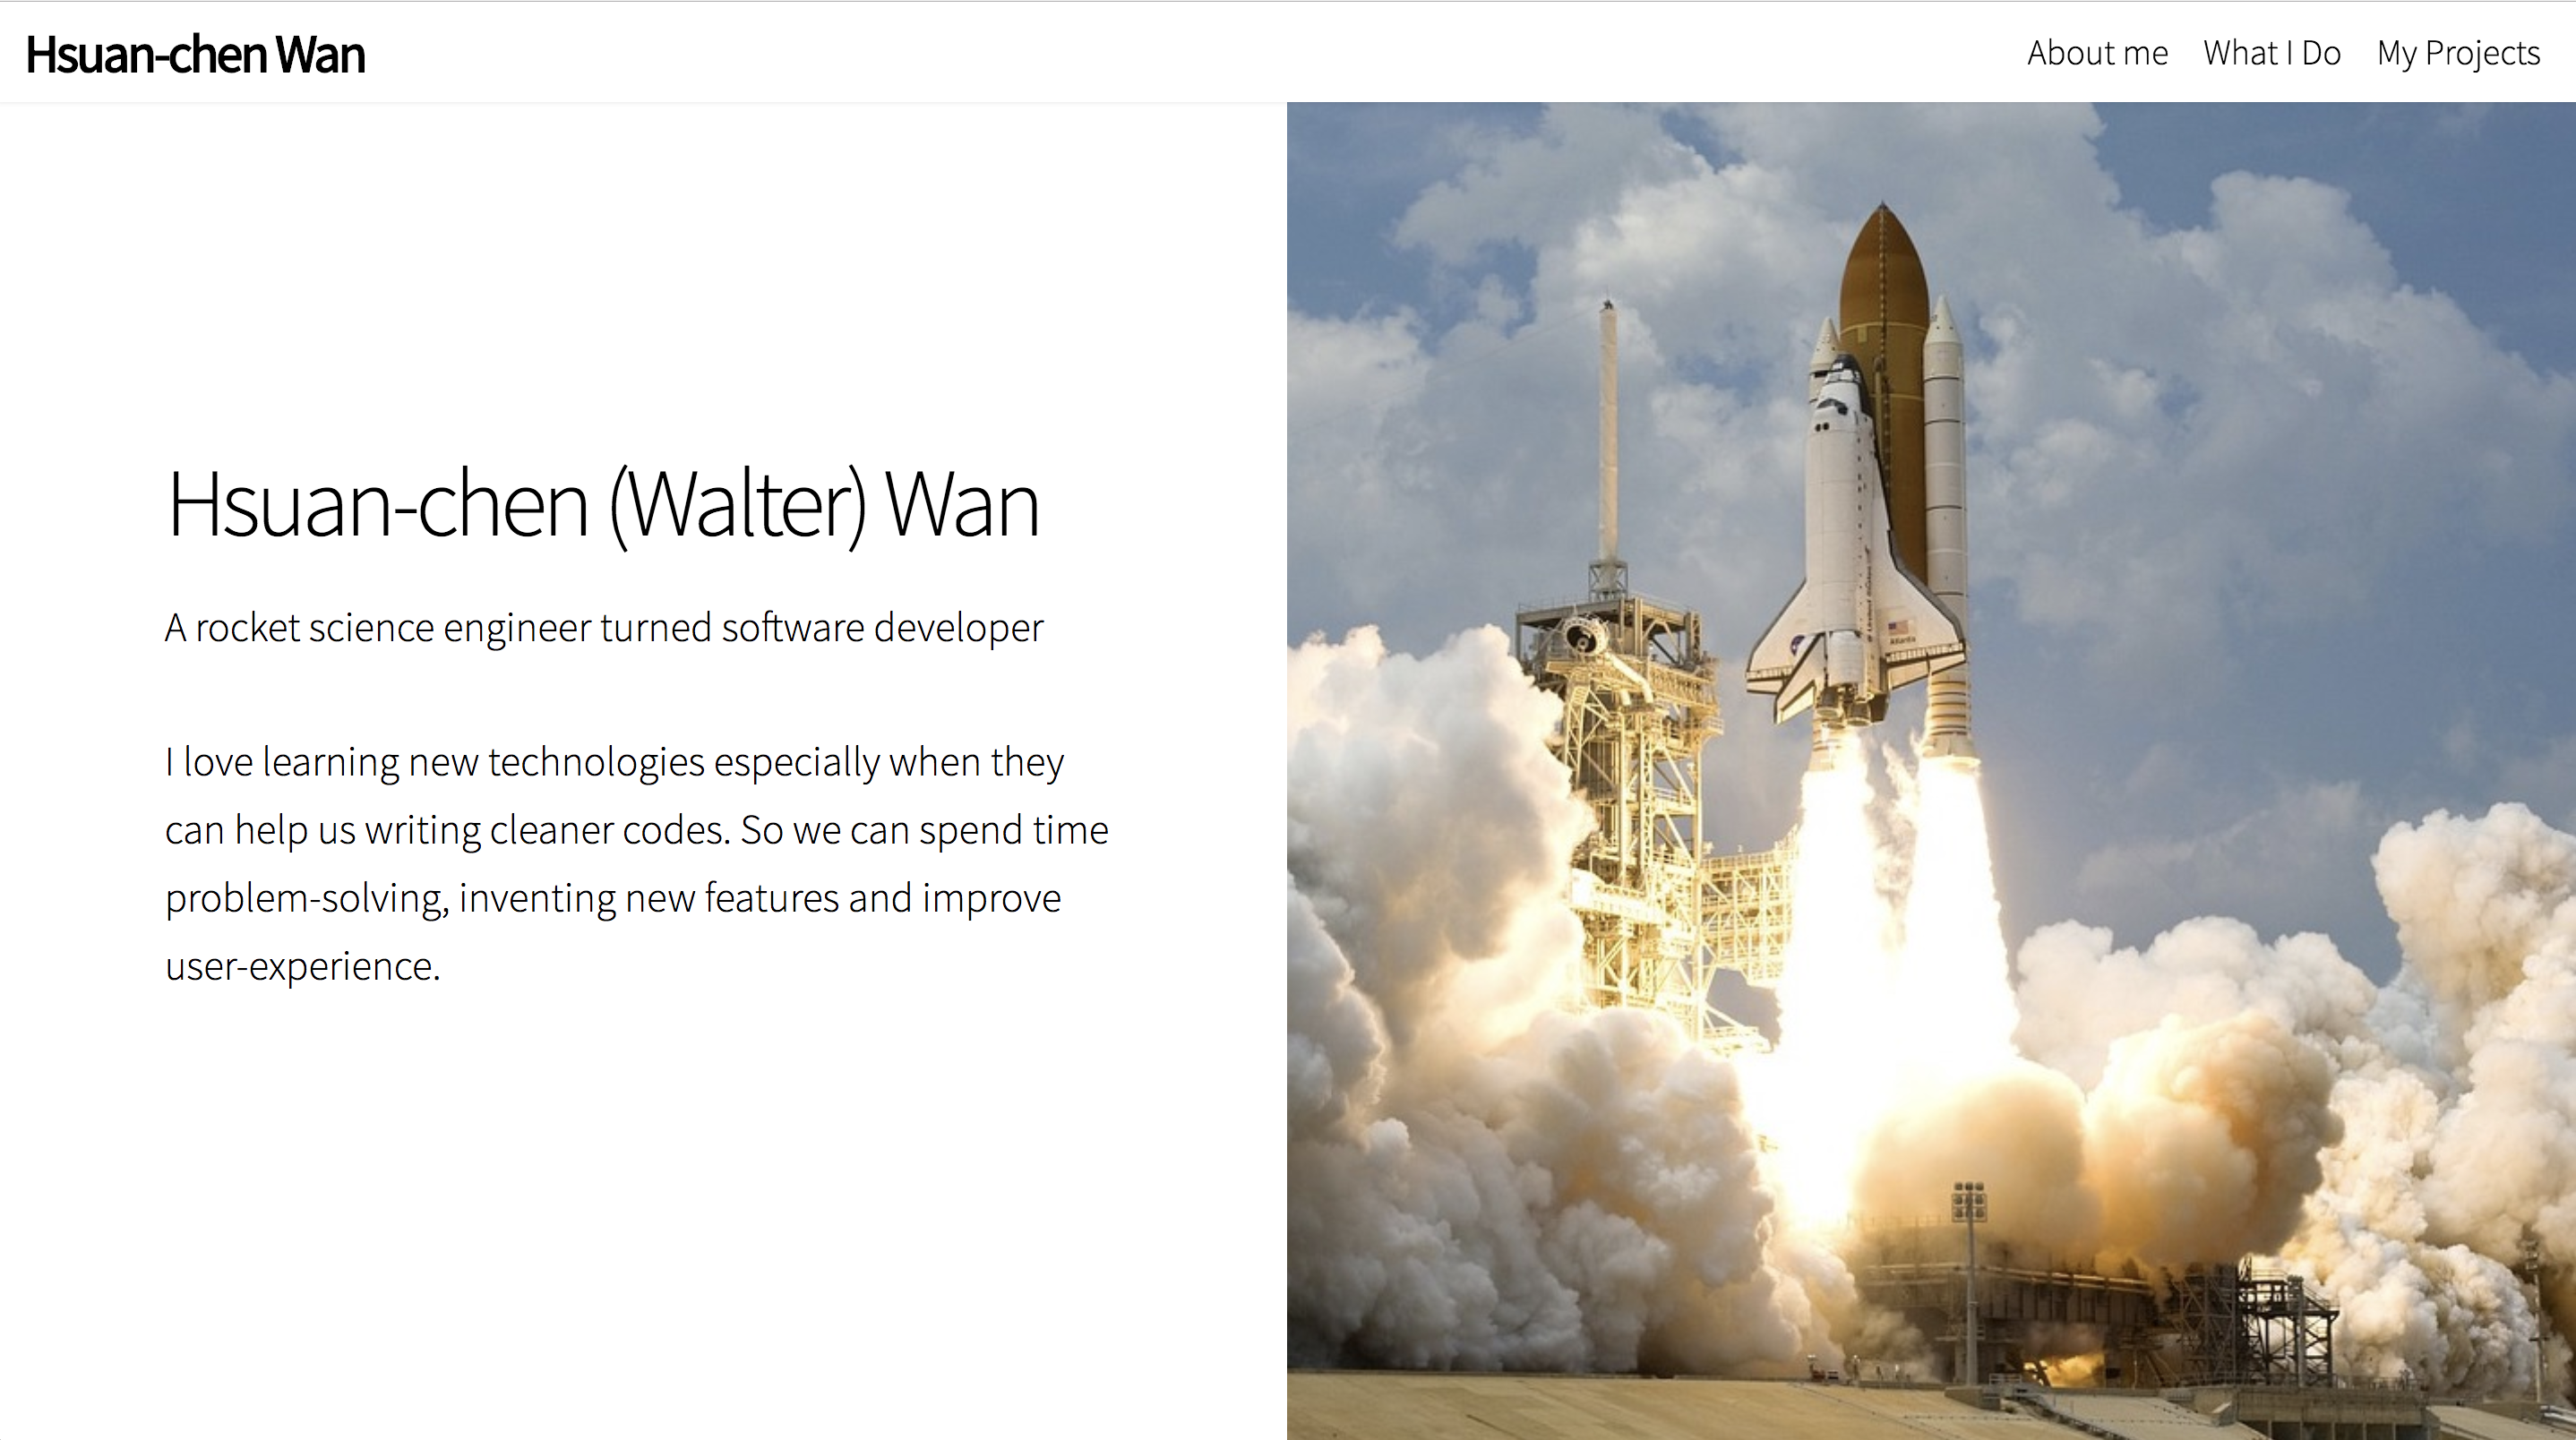 Hsuan-chen Wan
About me What I Do My Projects
Hsuan-chen (Walter) Wan
A rocket science engineer turned software developer
I love learning new technologies especially when they
can help us writing cleaner codes. So we can spend time
problem-solving, inventing new features and improve
user-experience.
Atlantis